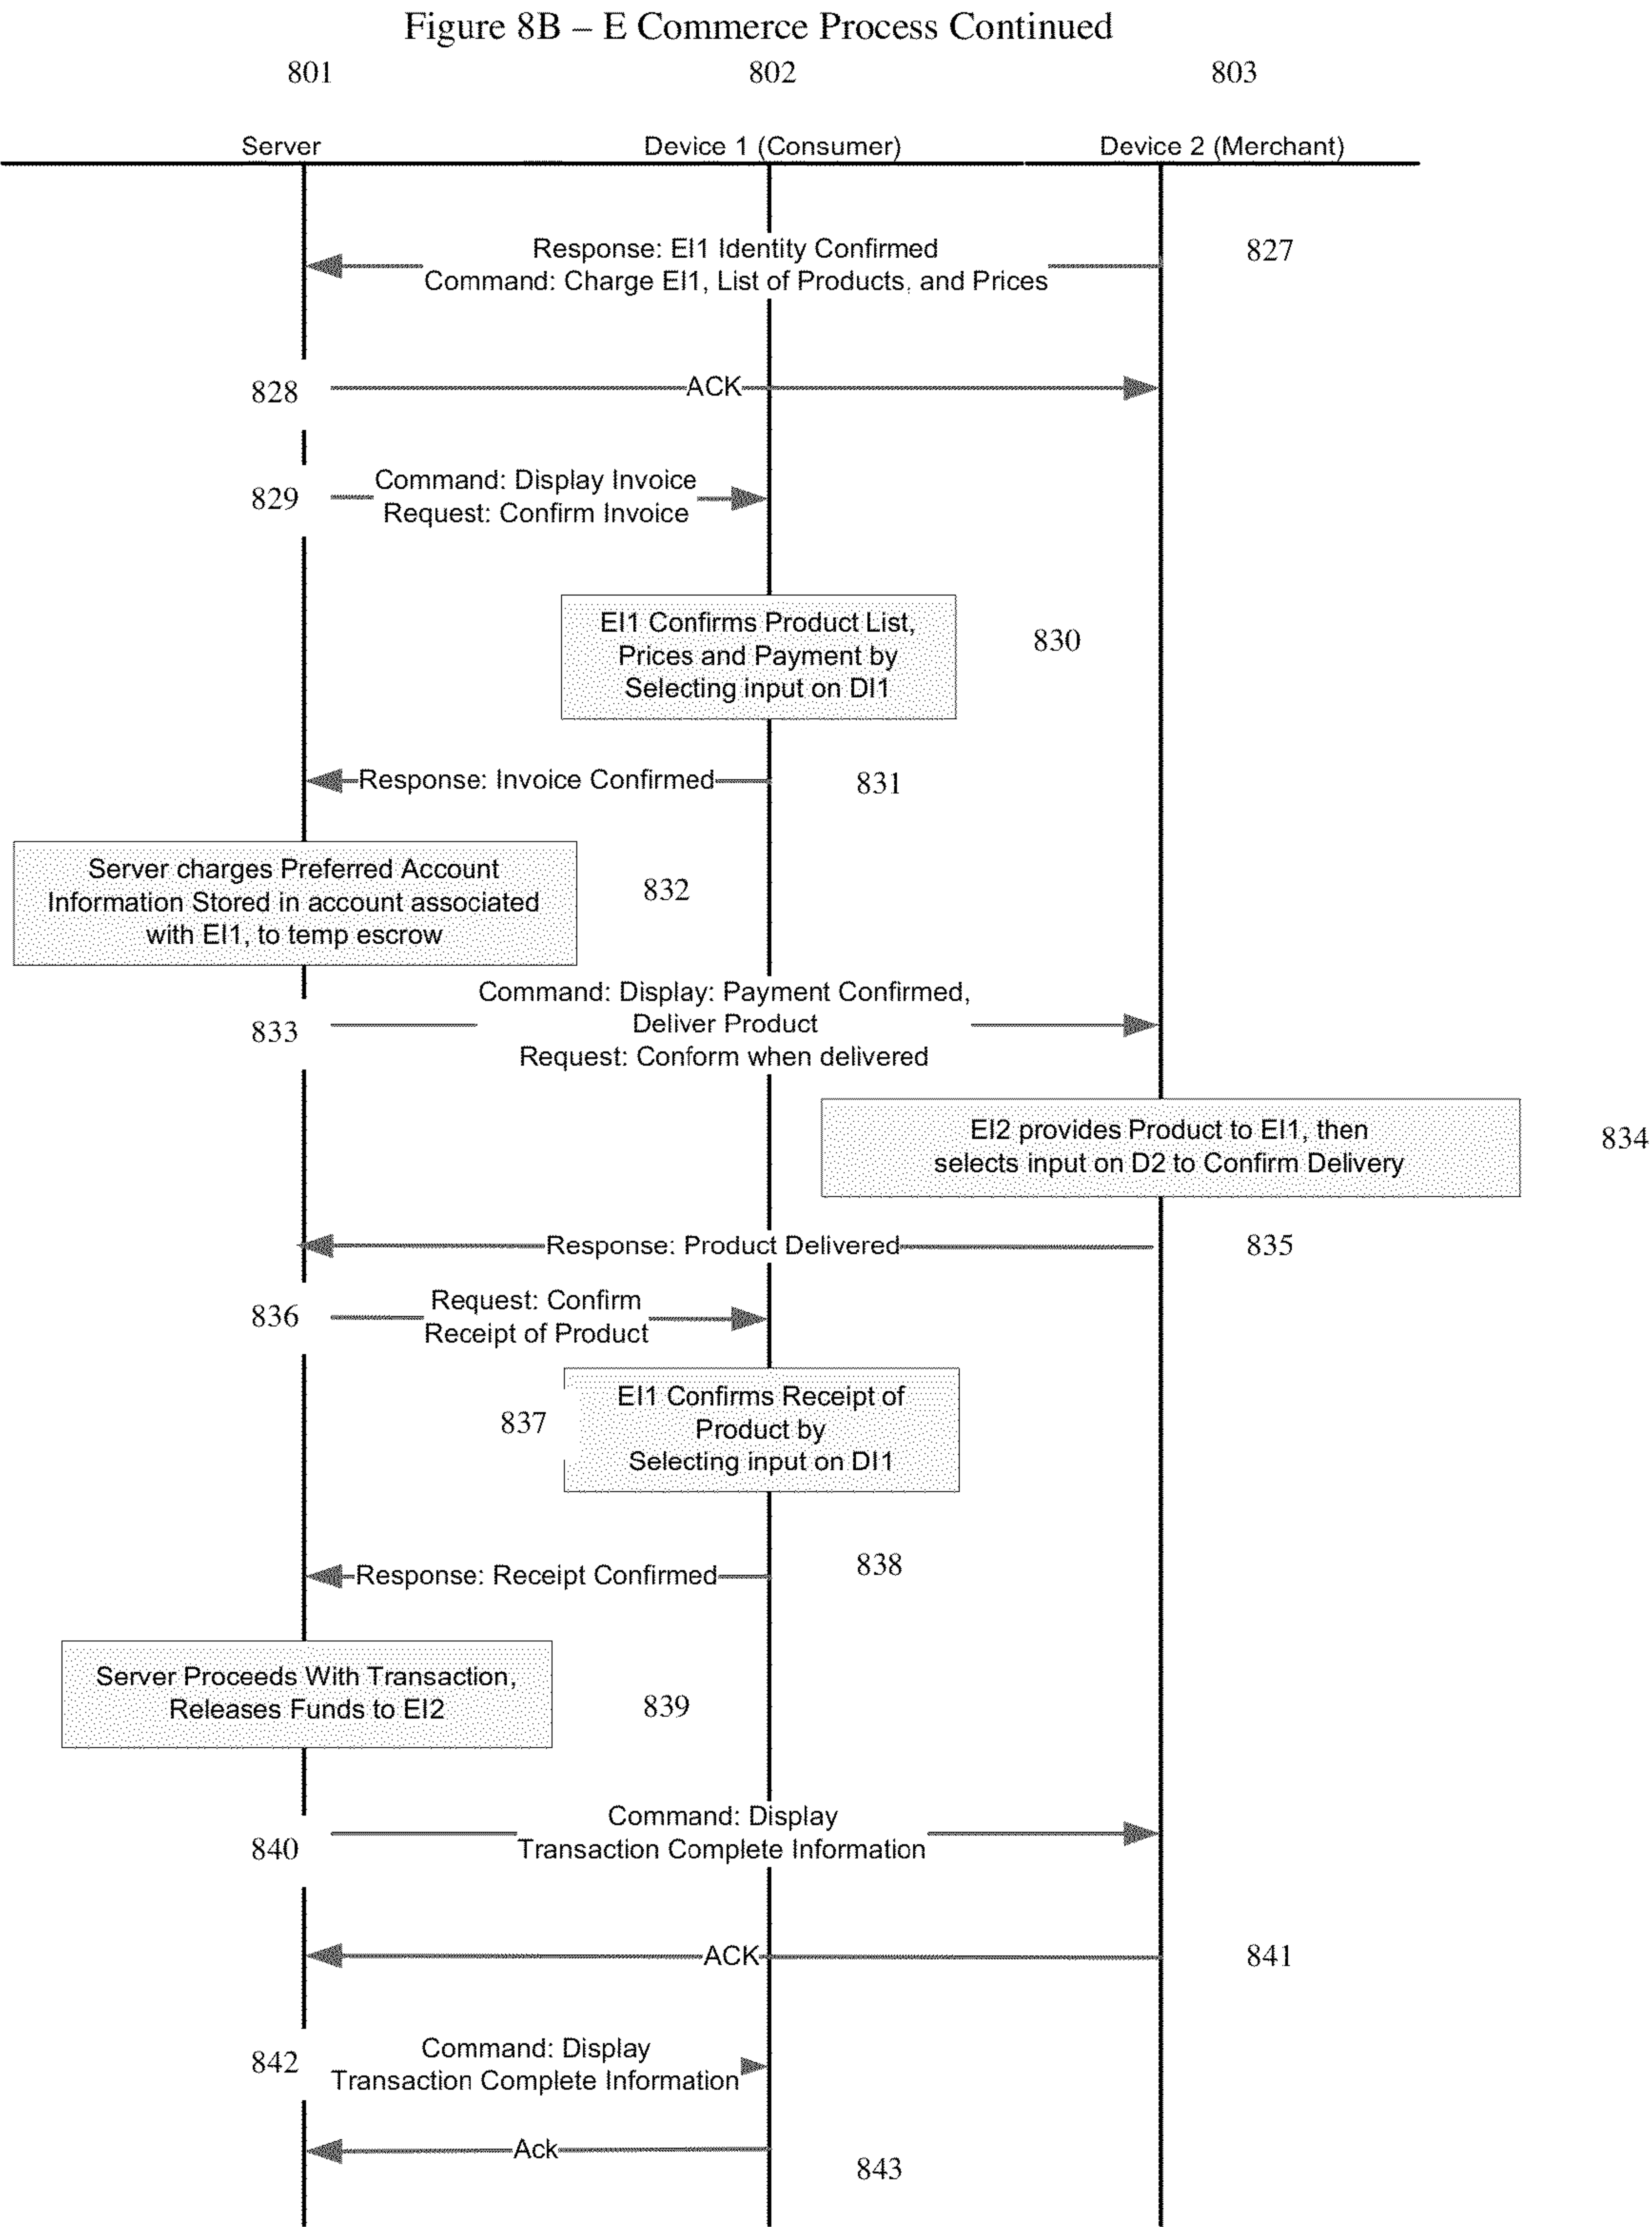 Figure 8B – E Commerce Process Continued
801
802
803
Server
Device 1 (Consumer)
Device 2 (Merchant)
Response: EI1 Identity Confirmed
Command: Charge EI1, List of Products, and Prices
827
828
ACK
829
Command: Display Invoice
Request: Confirm Invoice
EI1 Confirms Product List,
Prices and Payment by
Selecting input on DI1
830
Response: Invoice Confirmed
831
Server charges Preferred Account
Information Stored in account associated
with EI1, to temp escrow
832
833
Command: Display: Payment Confirmed,
Deliver Product
Request: Conform when delivered
EI2 provides Product to EI1, then
selects input on D2 to Confirm Delivery
834
Response: Product Delivered
835
836
Request: Confirm
Receipt of Product
837
EI1 Confirms Receipt of
Product by
Selecting input on DI1
Response: Receipt Confirmed
838
Server Proceeds With Transaction,
Releases Funds to EI2
839
840
Command: Display
Transaction Complete Information
ACK
841
842
Command: Display
Transaction Complete Information
Ack
843